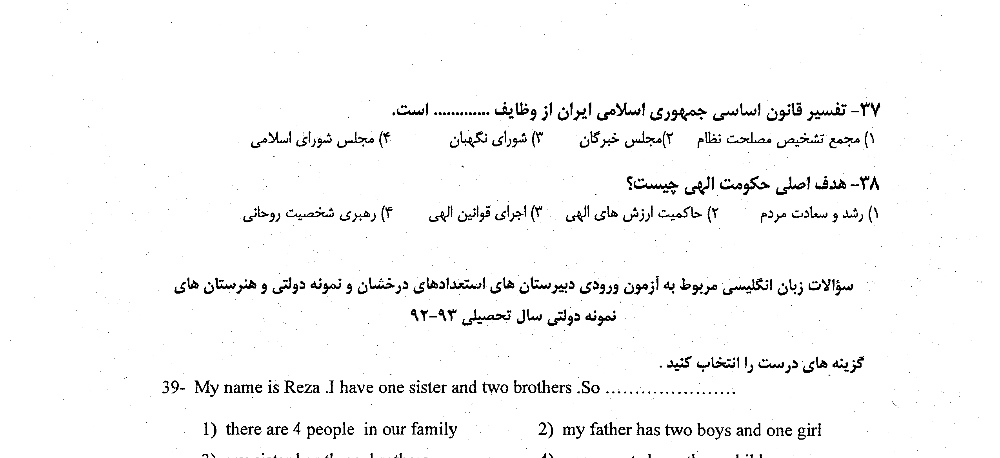 ۳۷- تفسیر قانون اساسی جمهوری اسلامی ایران از وظایف ............. است.
۱) مجمع تشخیص مصلحت نظام ۲)مجلس خبرگان ۳) شورای نگهبان ۴) مجلس شورای اسلامی
۳۸- هدف اصلی حکومت الهی چیست؟
۱) رشد و سعادت مردم ۲) حاکمیت ارزش های الهی ۳) اجرای قوانین الهی ۴) رهبری شخصیت روحانی
سؤالات زبان انگلیسی مربوط به آزمون ورودی دبیرستان های استعدادهای درخشان و نمونه دولتی و هنرستان های
نمونه دولتی سال تحصیلی ۹۳-۹۲
گزینه های درست را انتخاب کنید .
39- My name is Reza .I have one sister and two brothers .So ......................
1) there are 4 people in our family 2) my father has two boys and one girl